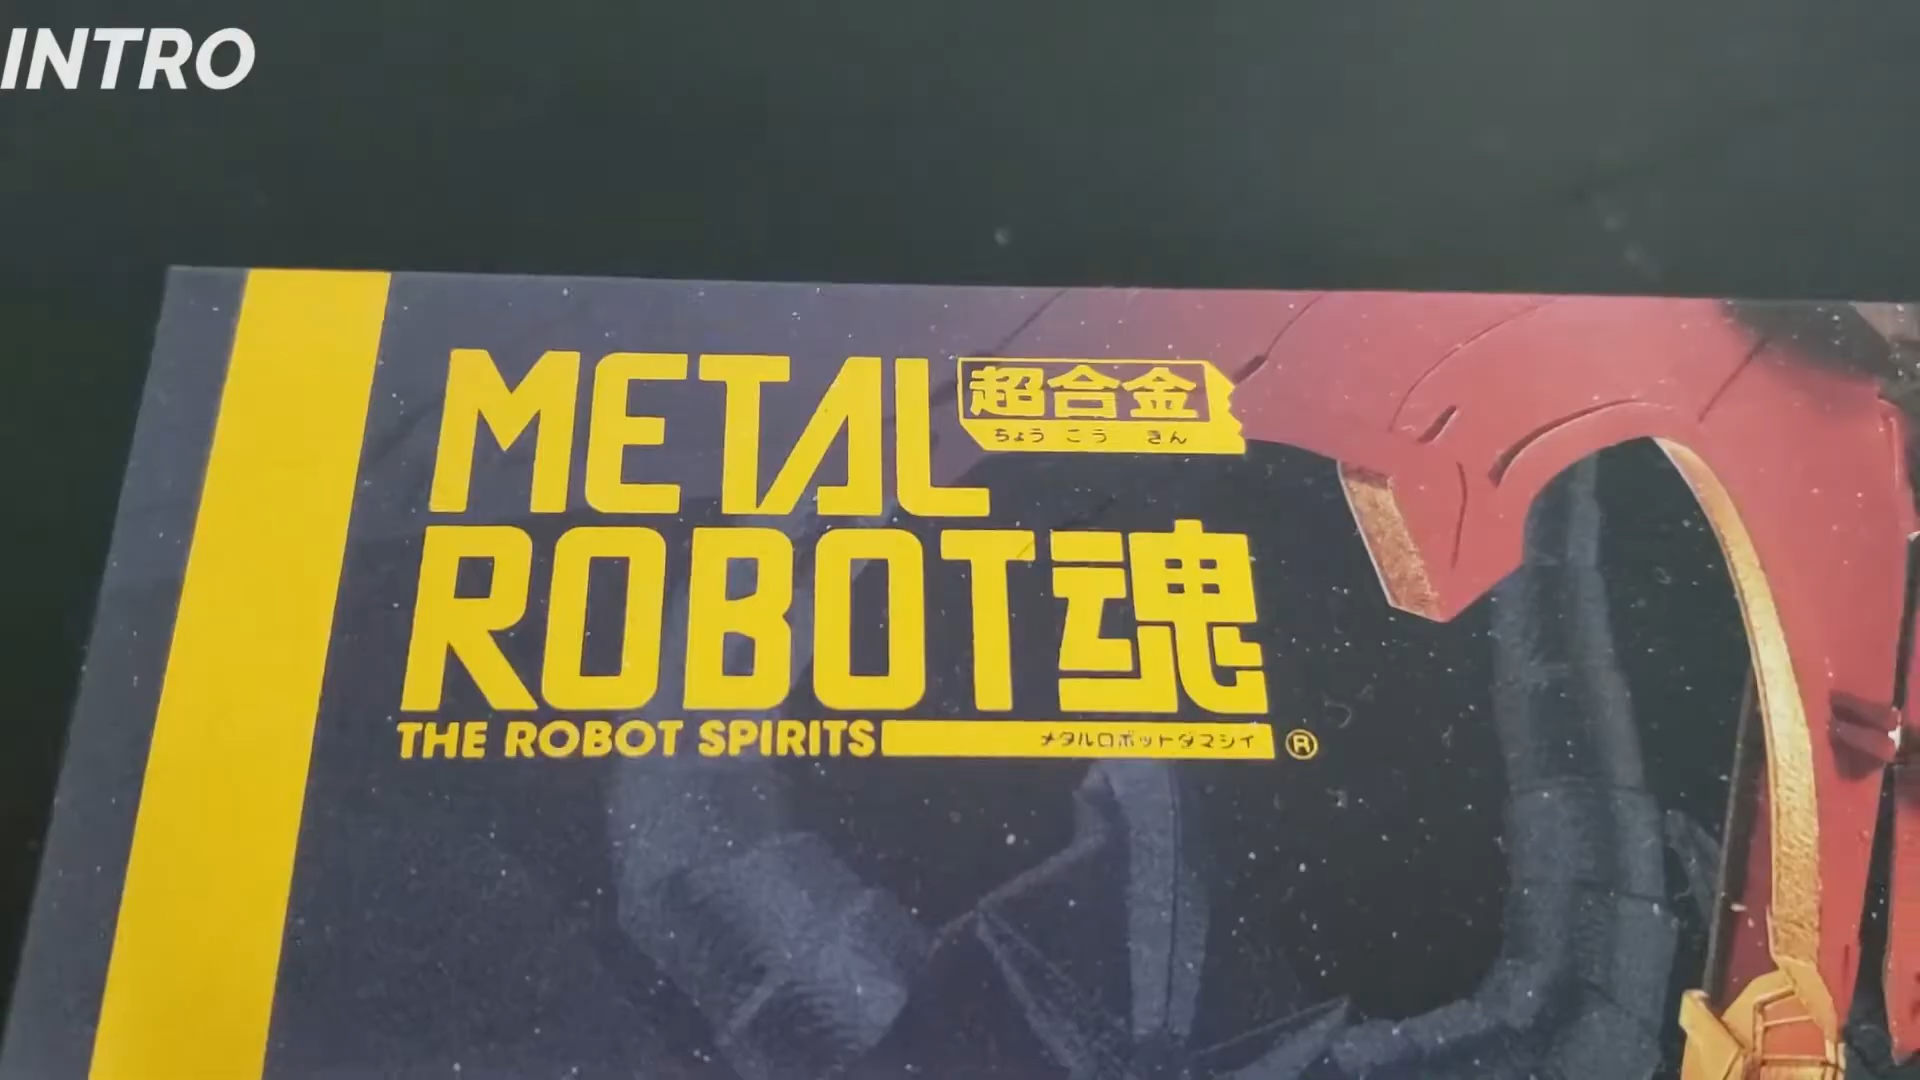 INTRO
METAL
超合金
ちょう ごう きん
ROBOT魂
THE ROBOT SPIRITS
メタルロボットダマシイ
®